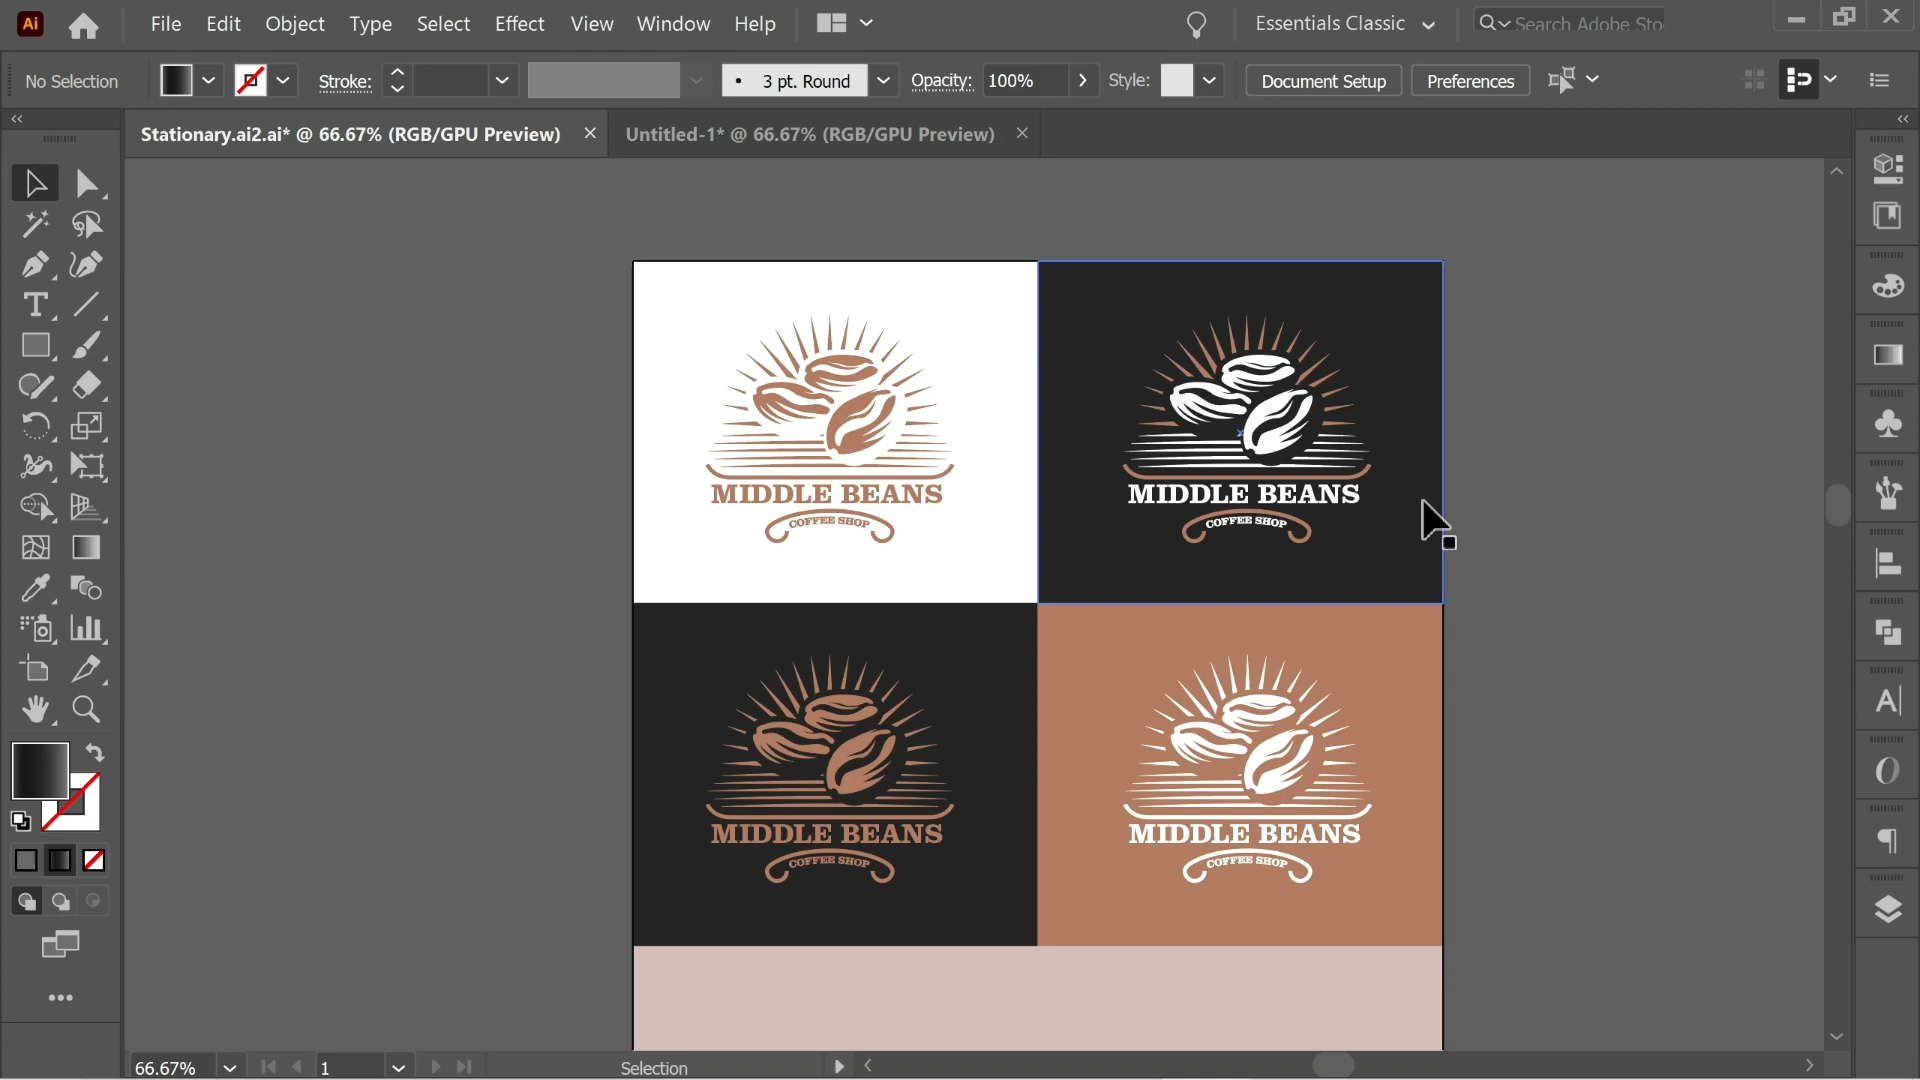 Ai File Edit Object Type Select Effect View Window Help Essentials Classic Search Adobe Sto
No Selection Stroke: 3 pt. Round Opacity: 100% Style: Document Setup Preferences
Stationary.ai2.ai* @ 66.67% (RGB/GPU Preview) Untitled-1* @ 66.67% (RGB/GPU Preview)
MIDDLE BEANS
COFFEE SHOP
MIDDLE BEANS
COFFEE SHOP
MIDDLE BEANS
COFFEE SHOP
MIDDLE BEANS
COFFEE SHOP
66.67% 1 Selection